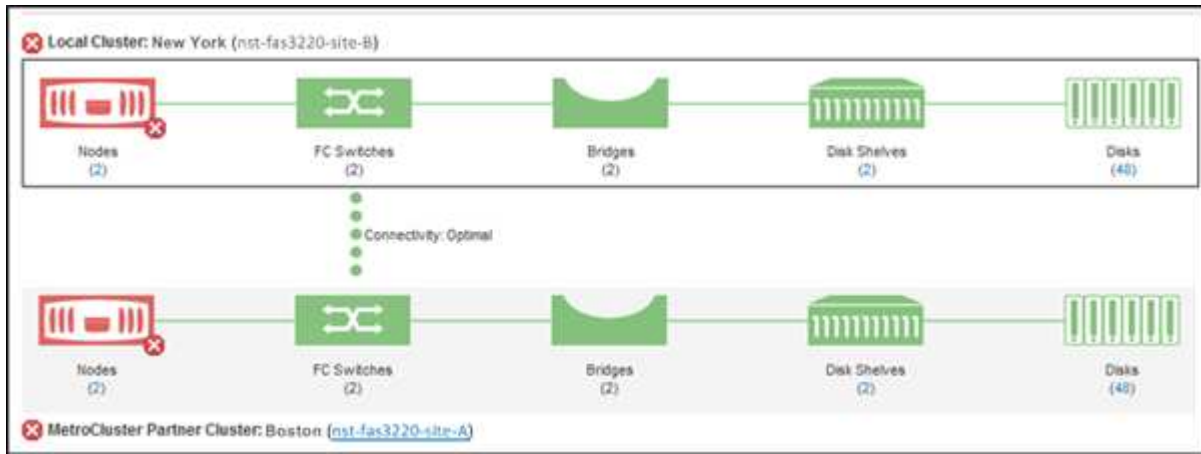 Local Cluster: New York (nst-fas3220-site-B)
Nodes FC Switches Bridges Disk Shelves Disks
(2) (2) (2) (2) (48)
Connectivity: Optimal
Nodes FC Switches Bridges Disk Shelves Disks
(2) (2) (2) (2) (48)
MetroCluster Partner Cluster: Boston (nst-fas3220-site-A)